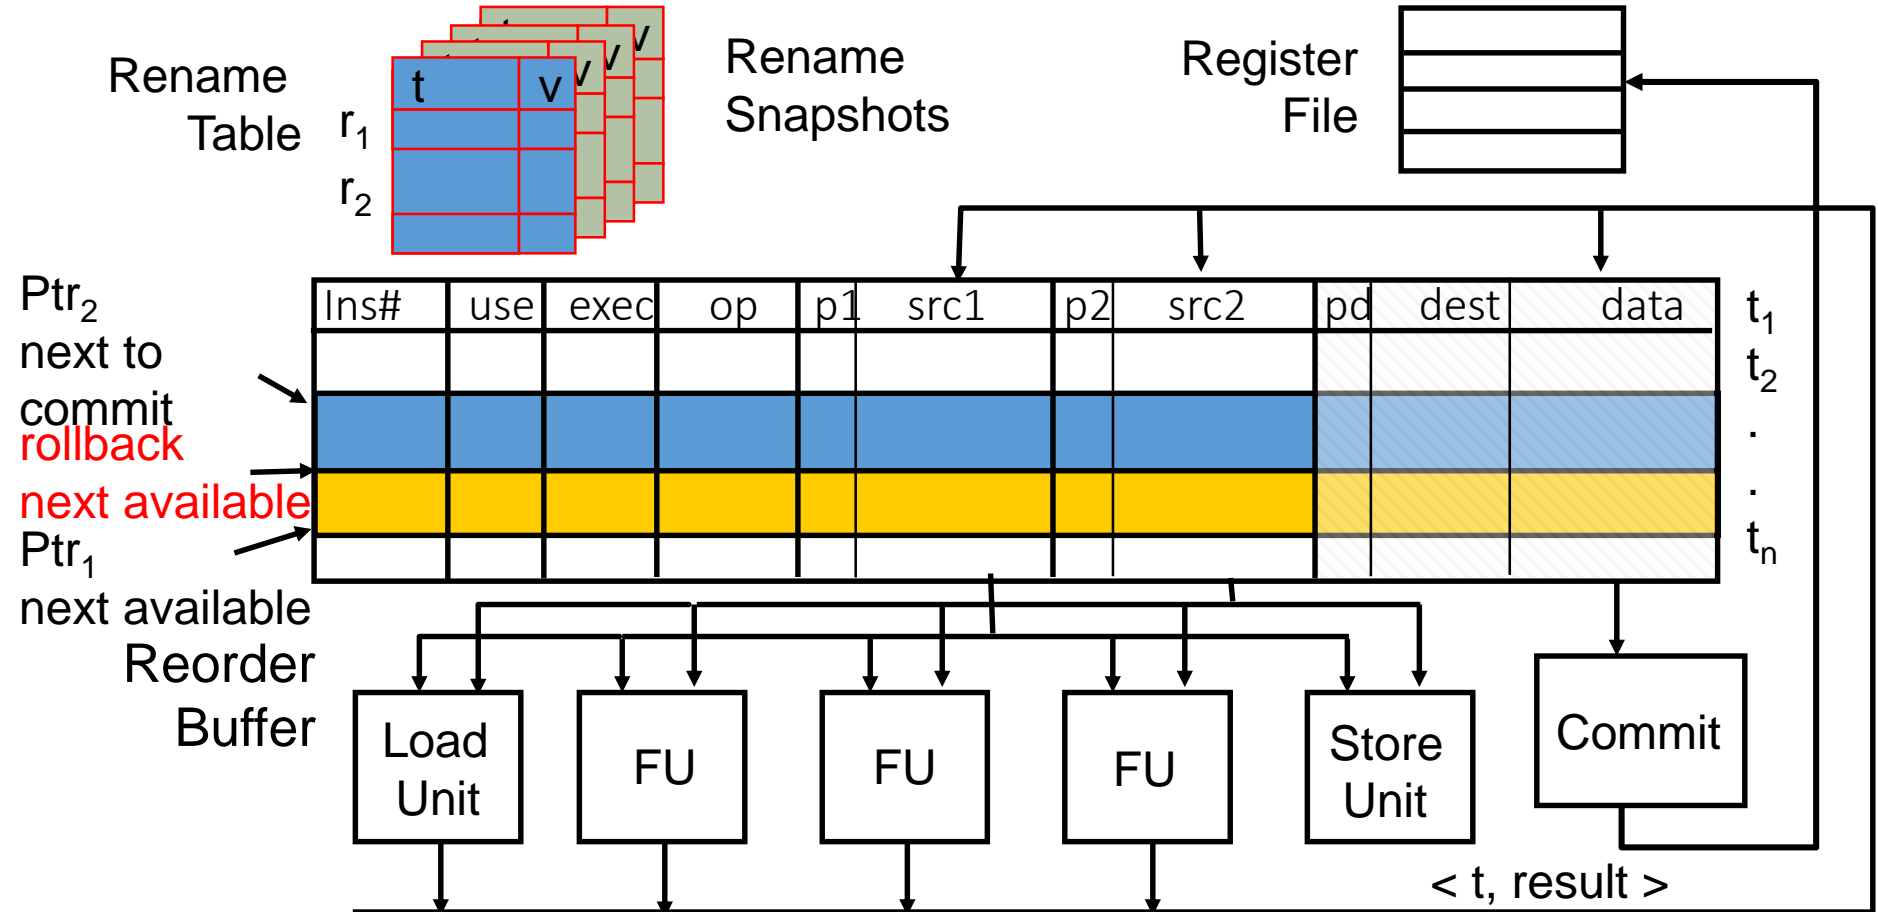 Rename
Table
t v
v
v
v
r1
r2
Rename
Snapshots
Register
File
Ptr2
next to
commit
rollback
next available
Ptr1
next available
Ins# use exec op p1 src1 p2 src2 pd dest data
t1
t2
.
.
tn
Reorder
Buffer
Load
Unit
FU
FU
FU
Store
Unit
Commit
< t, result >